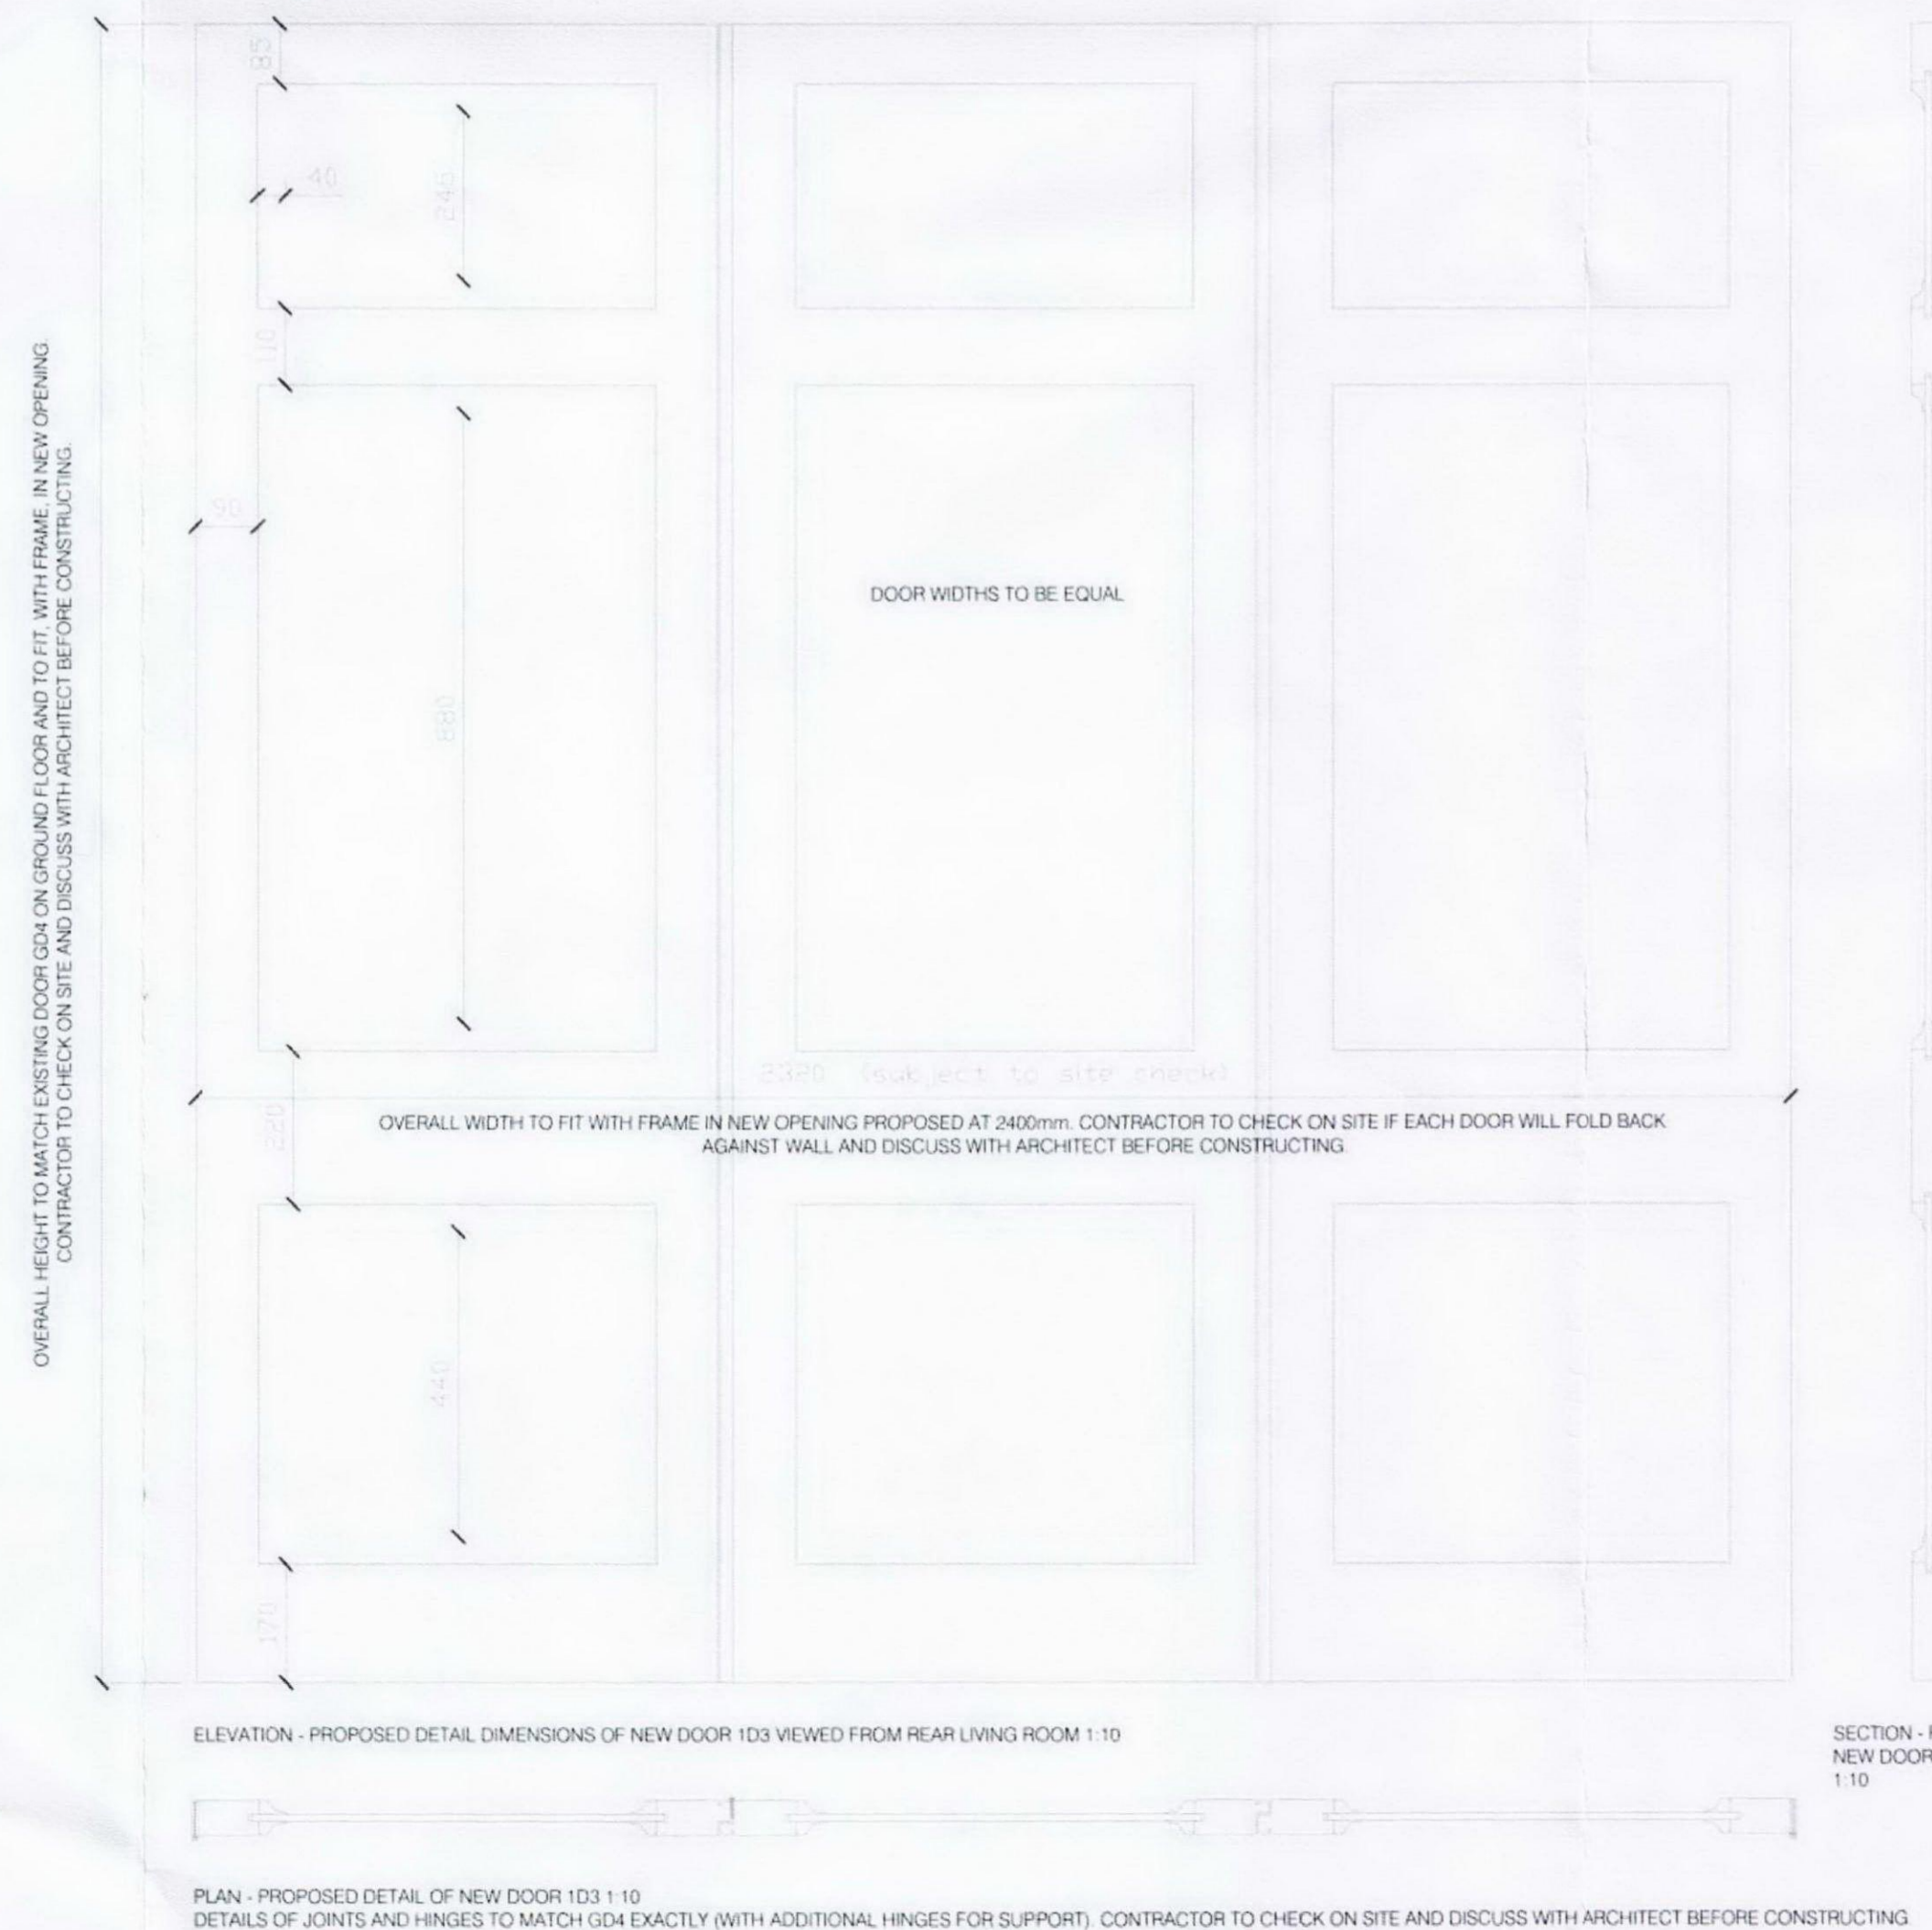 OVERALL HEIGHT TO MATCH EXISTING DOOR GD4 ON GROUND FLOOR AND TO FIT, WITH FRAME, IN NEW OPENING.
CONTRACTOR TO CHECK ON SITE AND DISCUSS WITH ARCHITECT BEFORE CONSTRUCTING.
85
40
245
110
90
DOOR WIDTHS TO BE EQUAL
880
2320 (subject to site check)
OVERALL WIDTH TO FIT WITH FRAME IN NEW OPENING PROPOSED AT 2400mm. CONTRACTOR TO CHECK ON SITE IF EACH DOOR WILL FOLD BACK
AGAINST WALL AND DISCUSS WITH ARCHITECT BEFORE CONSTRUCTING.
220
440
170
ELEVATION - PROPOSED DETAIL DIMENSIONS OF NEW DOOR 1D3 VIEWED FROM REAR LIVING ROOM 1:10
SECTION -
NEW DOOR
1:10
PLAN - PROPOSED DETAIL OF NEW DOOR 1D3 1:10
DETAILS OF JOINTS AND HINGES TO MATCH GD4 EXACTLY (WITH ADDITIONAL HINGES FOR SUPPORT). CONTRACTOR TO CHECK ON SITE AND DISCUSS WITH ARCHITECT BEFORE CONSTRUCTING